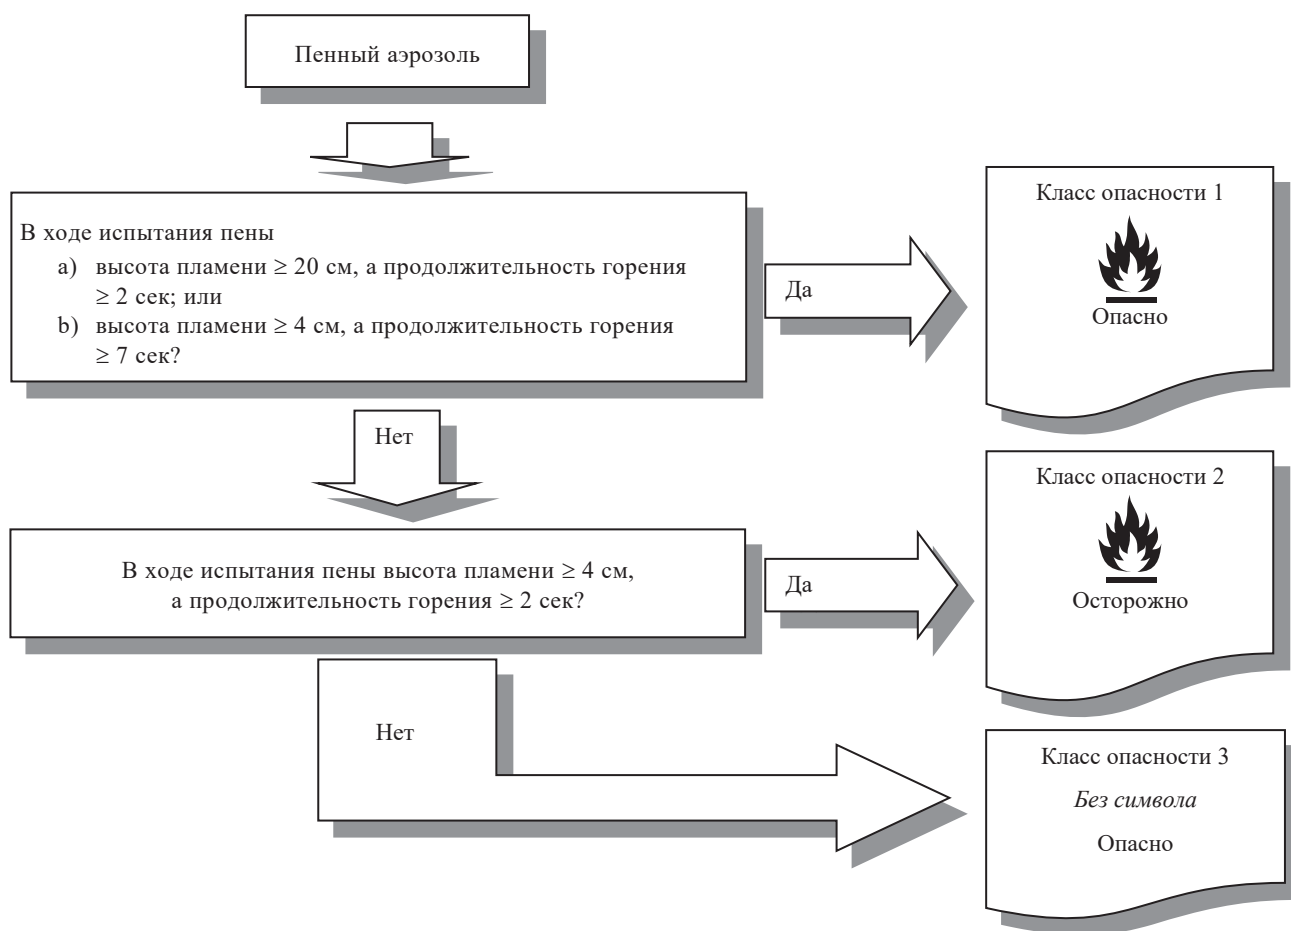 Пенный аэрозоль
В ходе испытания пены
a) высота пламени ≥ 20 см, а продолжительность горения
≥ 2 сек; или
b) высота пламени ≥ 4 см, а продолжительность горения
≥ 7 сек?
Да
Класс опасности 1
Опасно
Нет
В ходе испытания пены высота пламени ≥ 4 см,
а продолжительность горения ≥ 2 сек?
Да
Класс опасности 2
Осторожно
Нет
Класс опасности 3
Без символа
Опасно